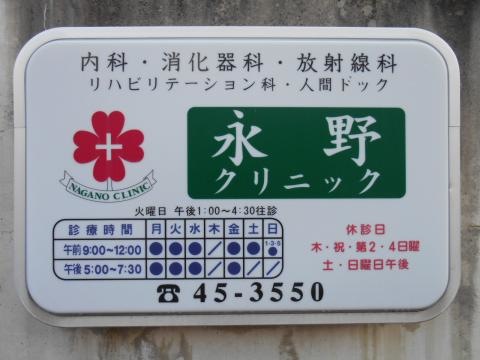 内科・消化器科・放射線科
リハビリテーション科・人間ドック
永野
クリニック
NAGANO CLINIC
火曜日 午後1:00～4:30往診
診療時間 月 火 水 木 金 土 日
午前9:00～12:00 ● ● ● ／ ● ● 1·3·5 ●
午後5:00～7:30 ● ● ● ／ ● ／ ／
休診日
木・祝・第2・4日曜
土・日曜日午後
☎ 45-3550